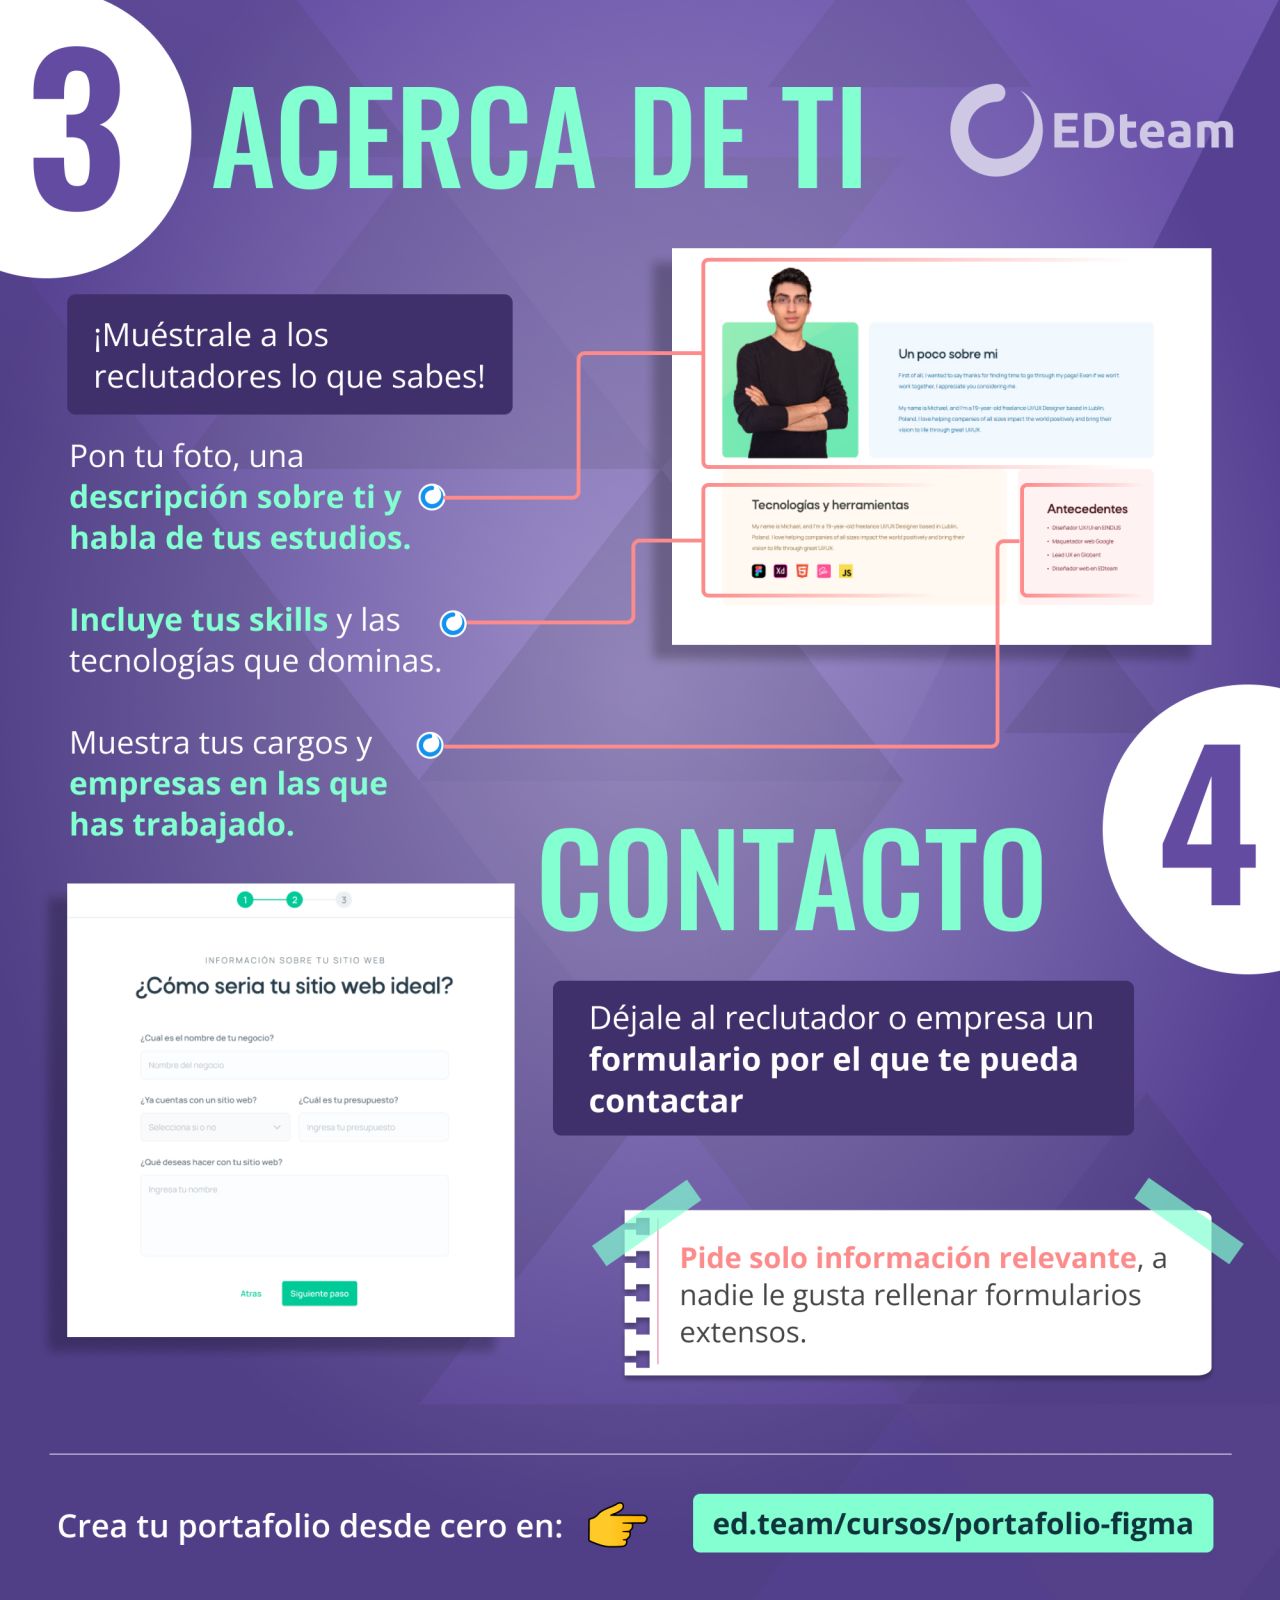 3
ACERCA DE TI
EDteam
¡Muéstrale a los
reclutadores lo que sabes!
Pon tu foto, una
descripción sobre ti y
habla de tus estudios.
Incluye tus skills y las
tecnologías que dominas.
Muestra tus cargos y
empresas en las que
has trabajado.
Un poco sobre mi
First of all, I wanted to say thanks for finding time to go through my page! Even if we won't
work together, I appreciate you considering me.
My name is Michael, and I'm a 19-year-old freelance UI/UX Designer based in Lublin,
Poland. I love helping companies of all sizes impact the world positively and bring their
vision to life through great UI/UX.
Tecnologías y herramientas
My name is Michael, and I'm a 19-year-old freelance UI/UX Designer based in Lublin,
Poland. I love helping companies of all sizes impact the world positively and bring their
vision to life through great UI/UX.
Xd
JS
Antecedentes
• Diseñador UX/UI en EINDIJS
• Maquetador web Google
• Lead UX en Globant
• Diseñador web en EDteam
4
CONTACTO
1 2 3
INFORMACIÓN SOBRE TU SITIO WEB
¿Cómo seria tu sitio web ideal?
¿Cual es el nombre de tu negocio?
Nombre del negocio
¿Ya cuentas con un sitio web? ¿Cuál es tu presupuesto?
Selecciona si o no Ingresa tu presupuesto
¿Qué deseas hacer con tu sitio web?
Ingresa tu nombre
Atras Siguiente paso
Déjale al reclutador o empresa un
formulario por el que te pueda
contactar
Pide solo información relevante, a
nadie le gusta rellenar formularios
extensos.
Crea tu portafolio desde cero en:
ed.team/cursos/portafolio-figma